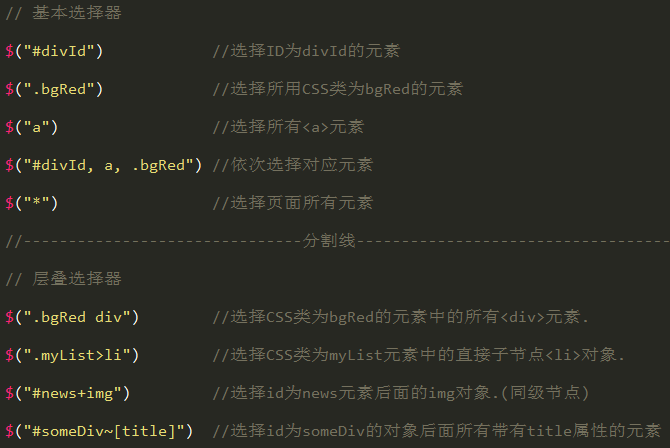 // 基本选择器
$("#divId")            //选择ID为divId的元素
$(".bgRed")            //选择所用CSS类为bgRed的元素
$("a")                 //选择所有<a>元素
$("#divId, a, .bgRed") //依次选择对应元素
$("*")                 //选择页面所有元素
//-------------------------------分割线-----------------------------------
// 层叠选择器
$(".bgRed div")        //选择CSS类为bgRed的元素中的所有<div>元素.
$(".myList>li")        //选择CSS类为myList元素中的直接子节点<li>对象.
$("#news+img")         //选择id为news元素后面的img对象.(同级节点)
$("#someDiv~[title]")  //选择id为someDiv的对象后面所有带有title属性的元素